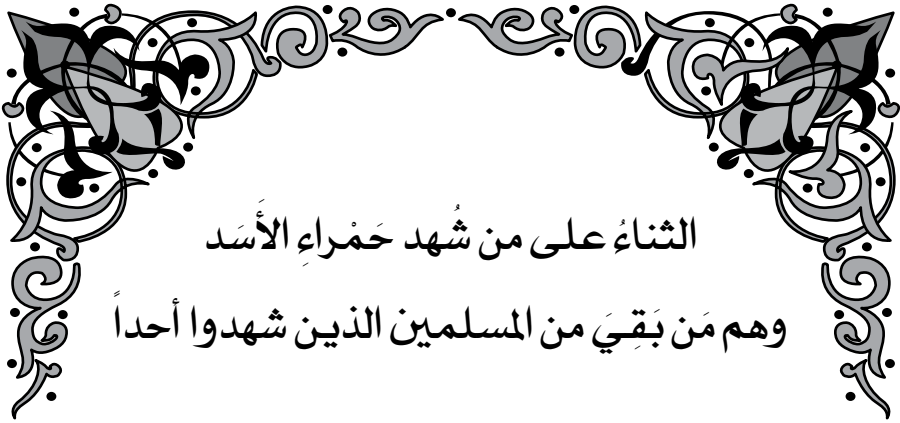 الثناءُ على من شُهد حَمْراءِ الأَسَد
وهم مَن بَقِيَ من المسلمين الذين شهدوا أحداً